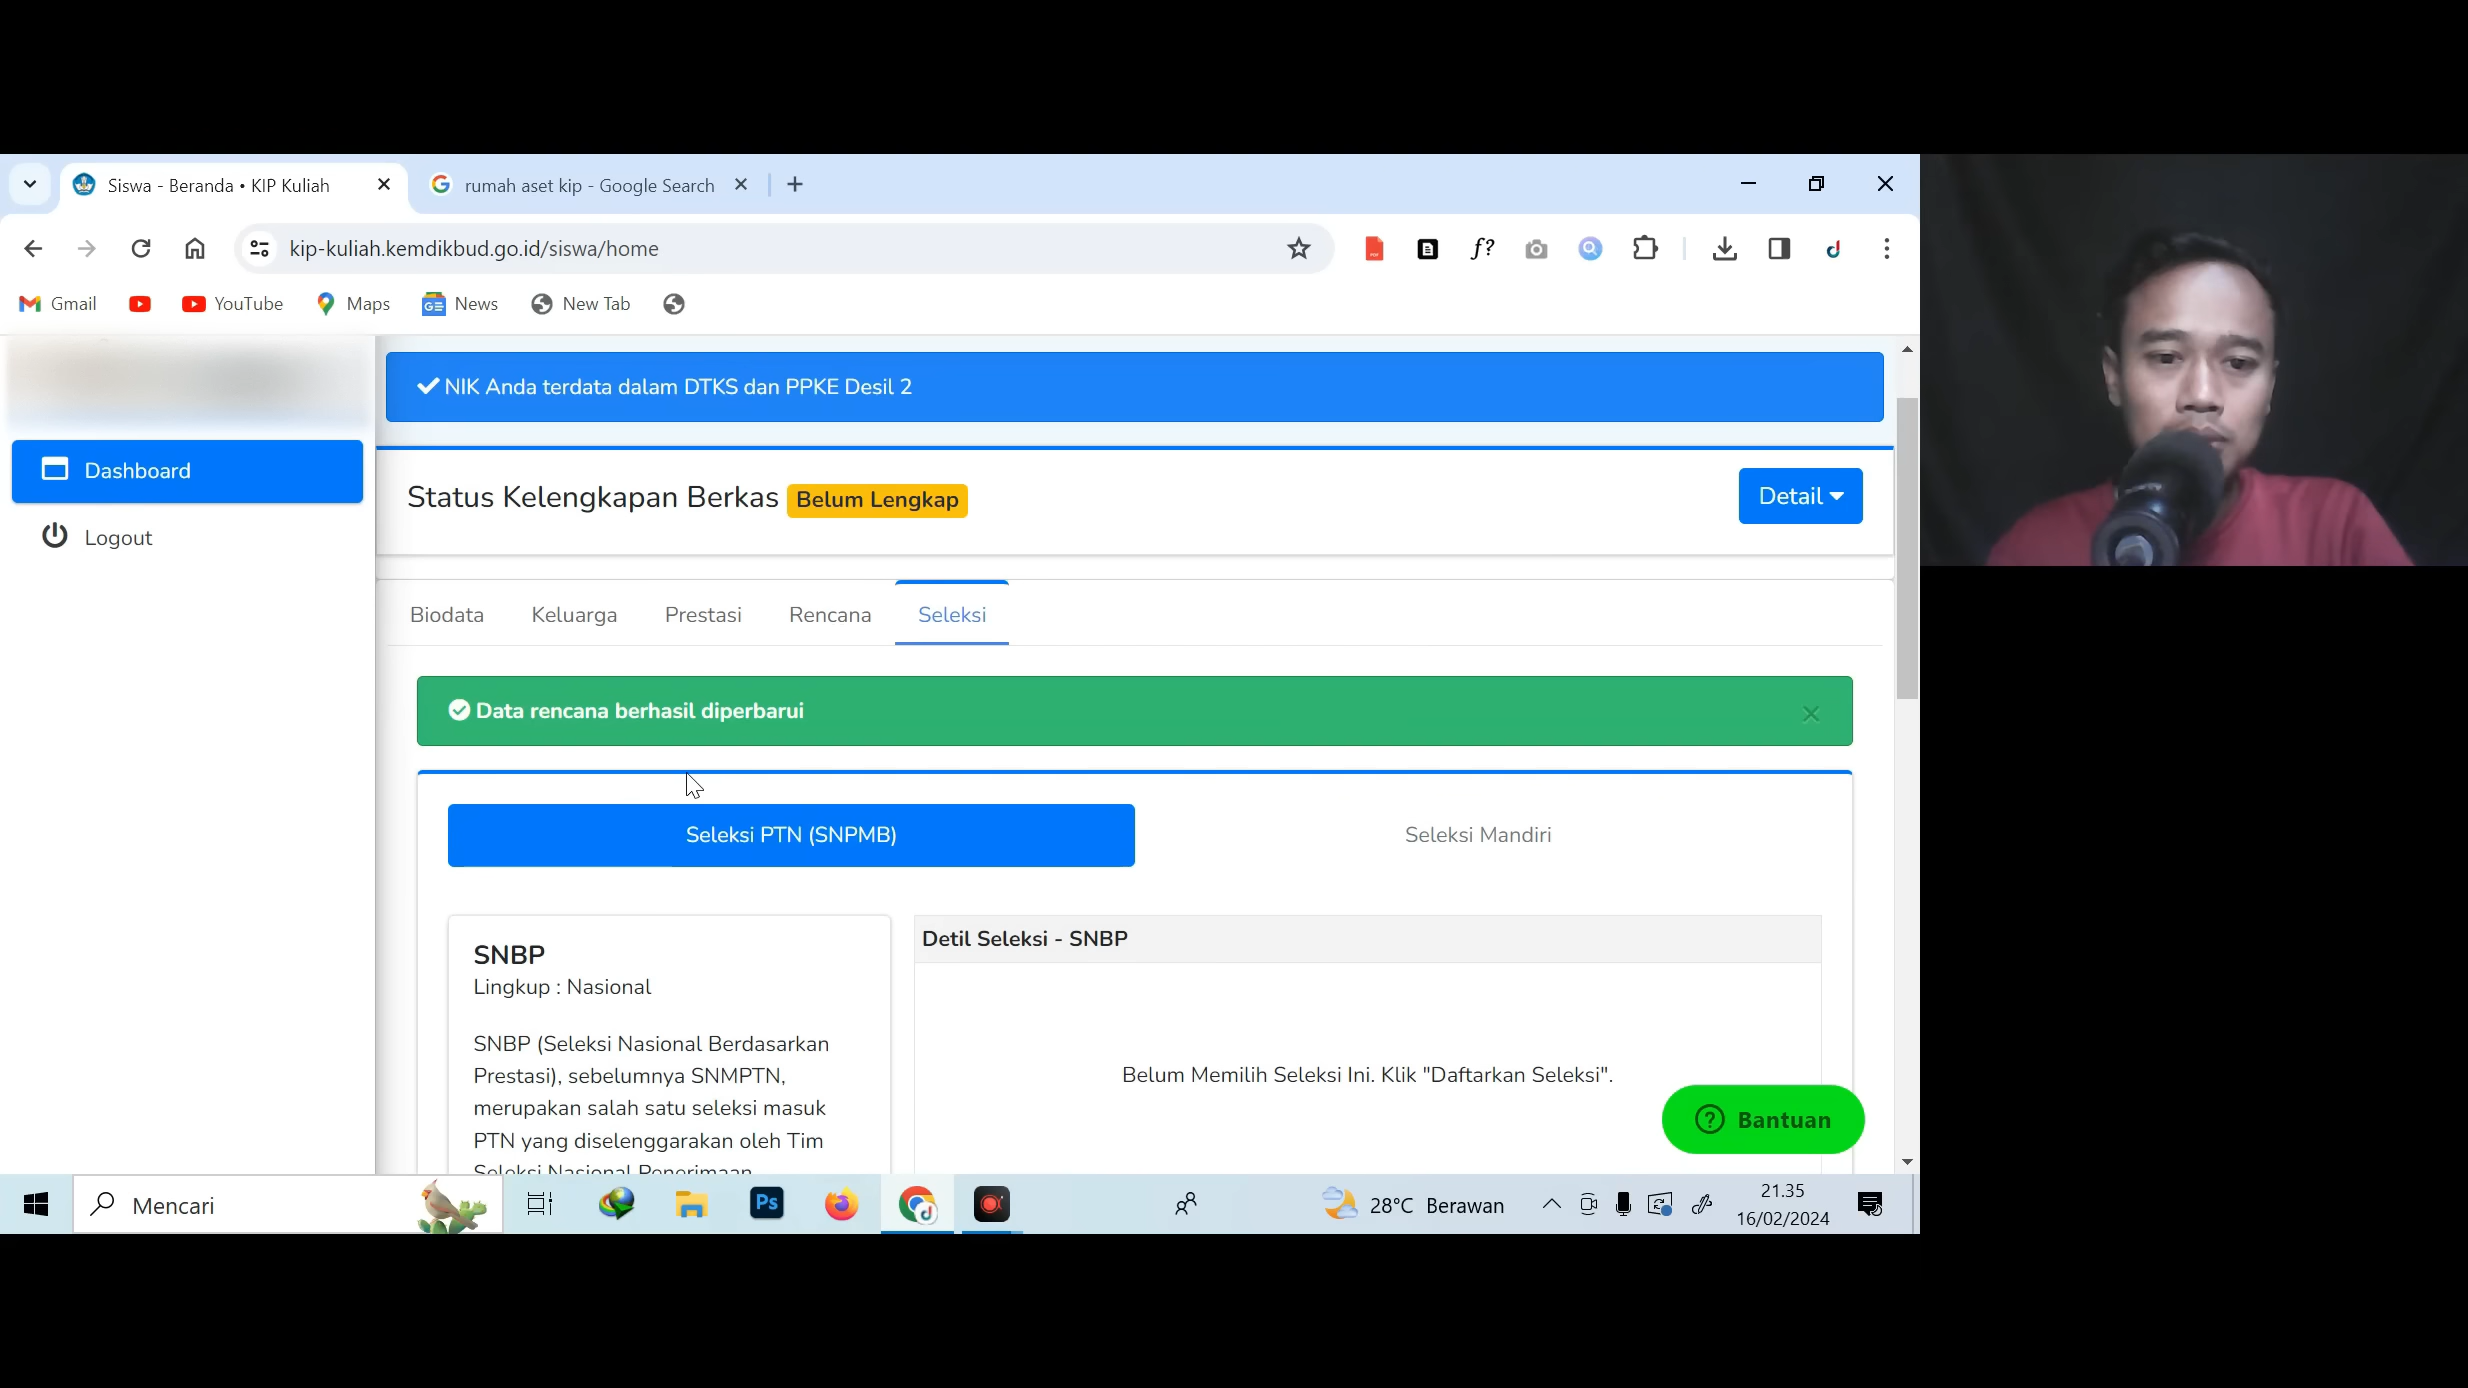 Siswa - Beranda • KIP Kuliah
rumah aset kip - Google Search
kip-kuliah.kemdikbud.go.id/siswa/home
Gmail
YouTube
Maps
News
New Tab
NIK Anda terdata dalam DTKS dan PPKE Desil 2
Dashboard
Logout
Status Kelengkapan Berkas Belum Lengkap
Detail
Biodata Keluarga Prestasi Rencana Seleksi
Data rencana berhasil diperbarui
Seleksi PTN (SNPMB)
Seleksi Mandiri
SNBP
Lingkup : Nasional
SNBP (Seleksi Nasional Berdasarkan
Prestasi), sebelumnya SNMPTN,
merupakan salah satu seleksi masuk
PTN yang diselenggarakan oleh Tim
Seleksi Nasional Penerimaan
Detil Seleksi - SNBP
Belum Memilih Seleksi Ini. Klik "Daftarkan Seleksi".
Bantuan
Mencari
Ps
28°C Berawan
21.35
16/02/2024